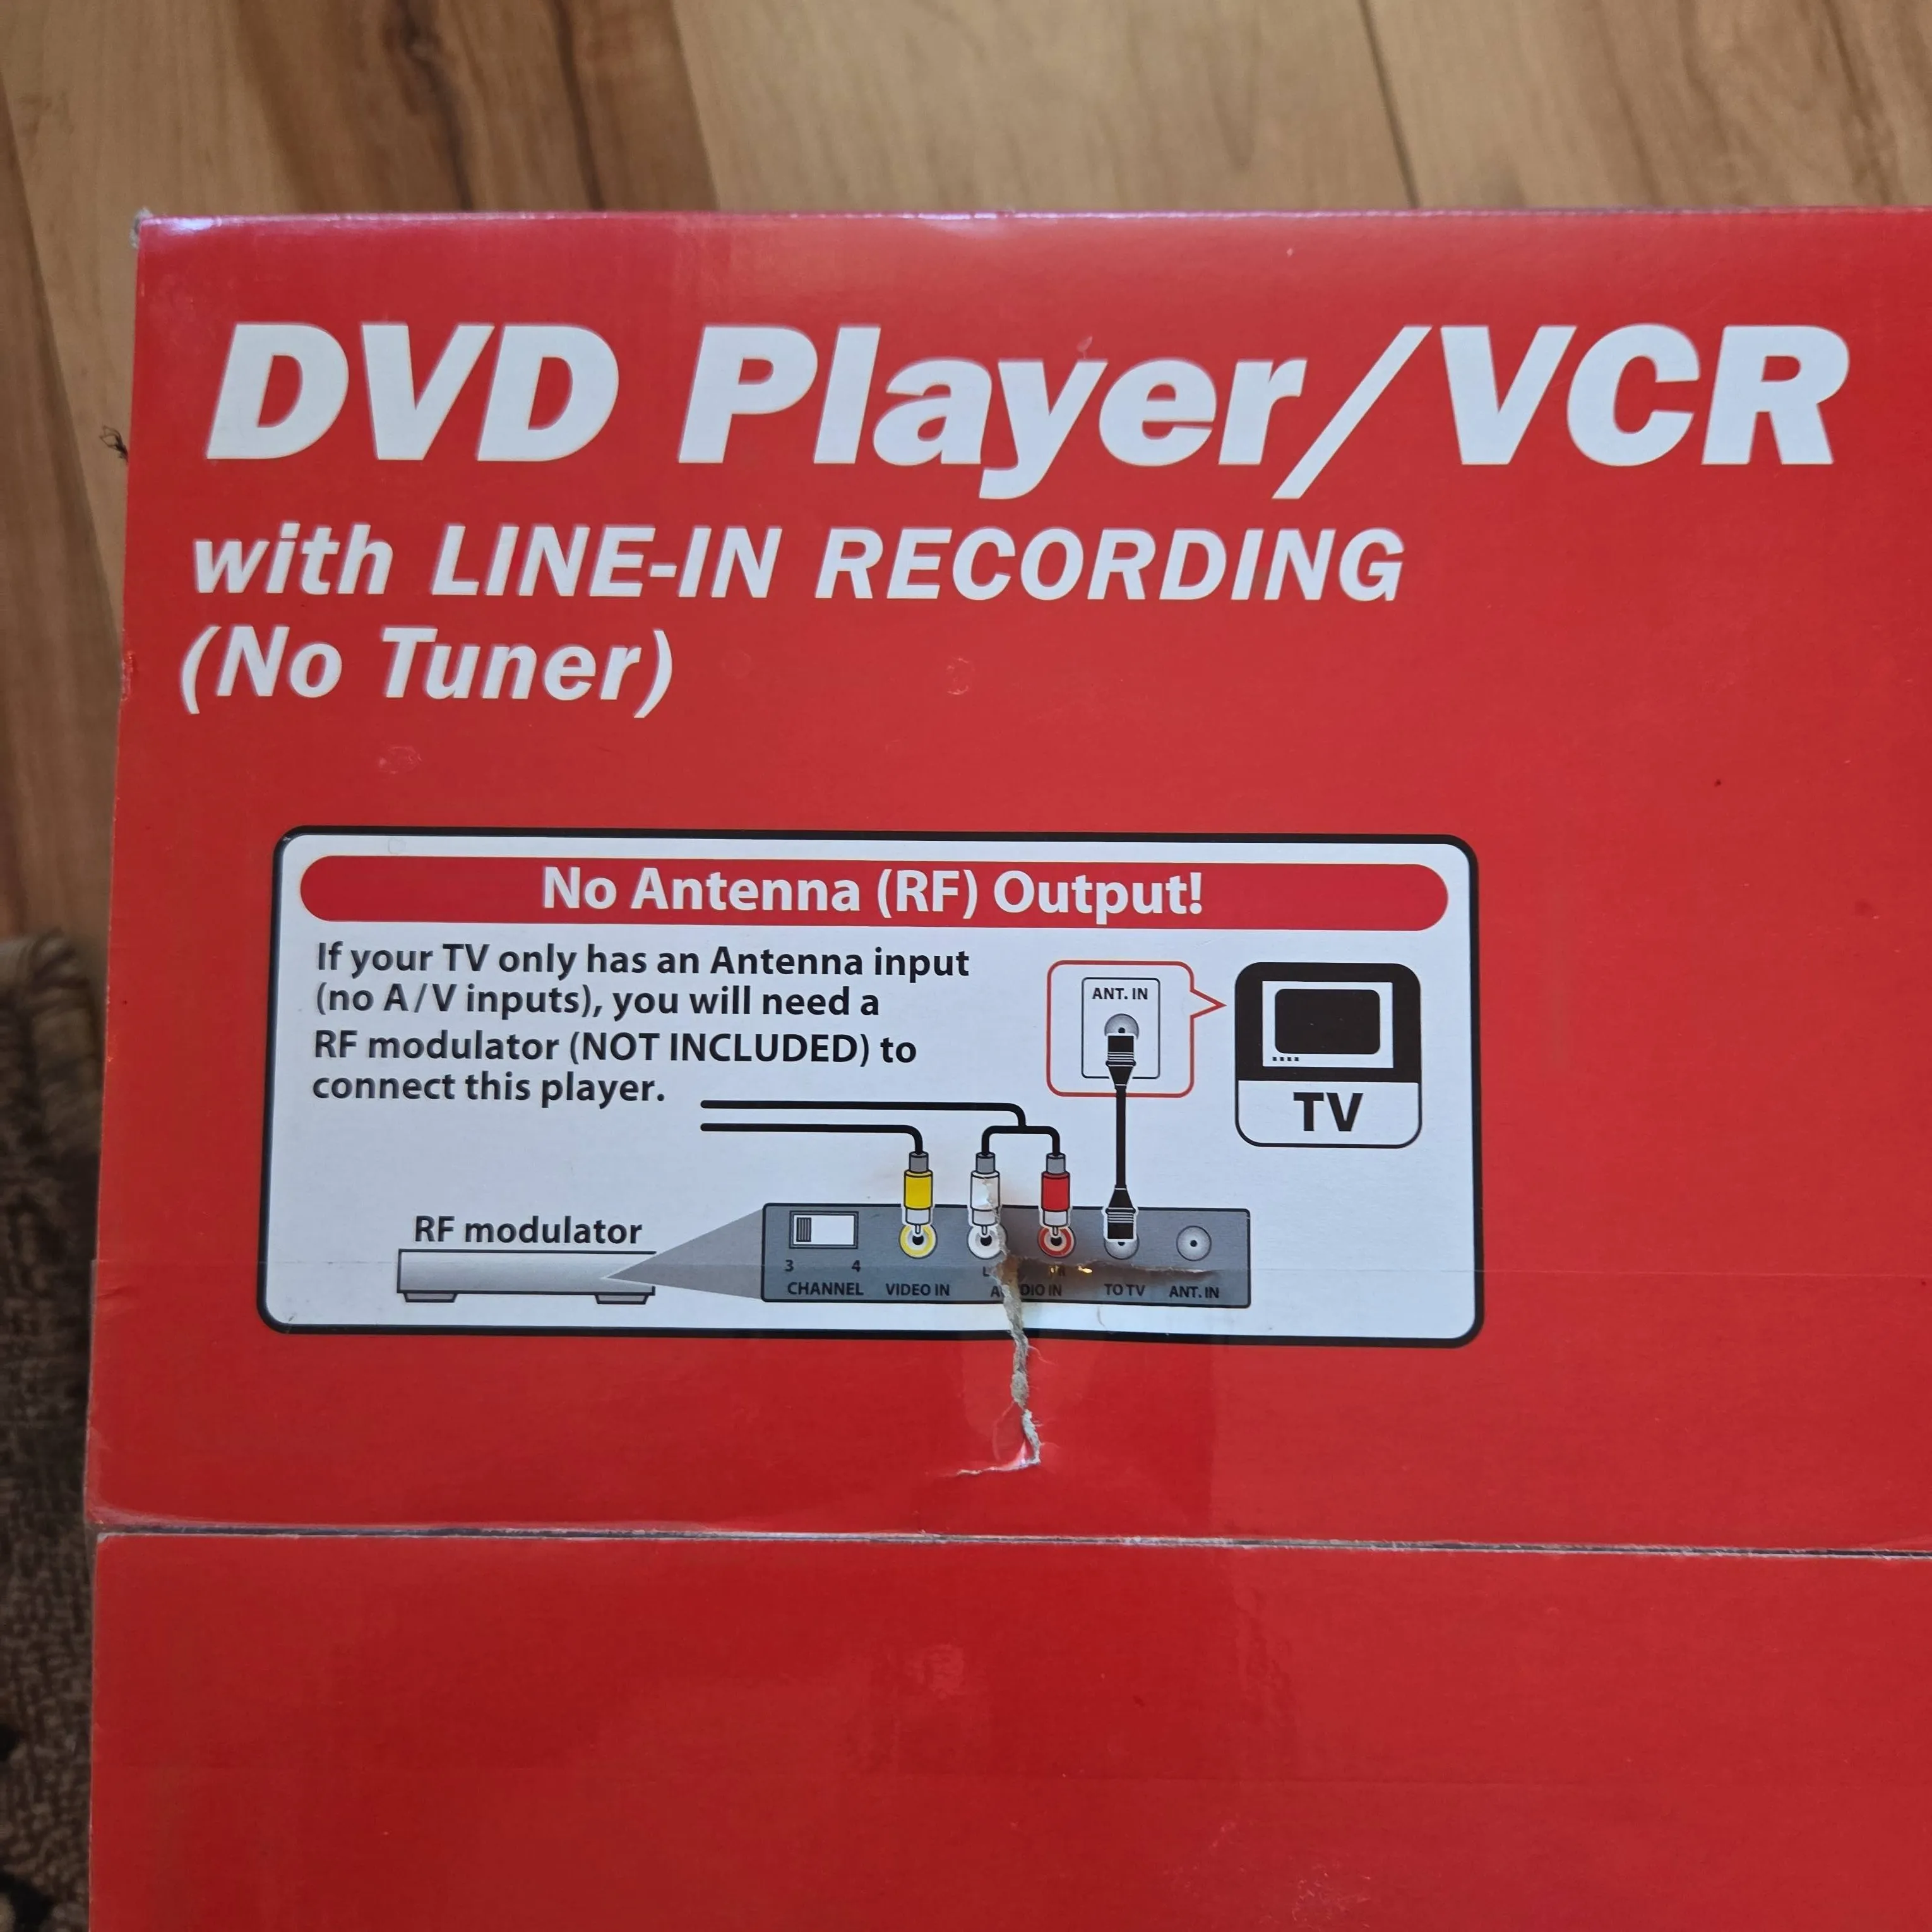 DVD Player/VCR
with LINE-IN RECORDING
(No Tuner)
No Antenna (RF) Output!
If your TV only has an Antenna input
(no A/V inputs), you will need a
RF modulator (NOT INCLUDED) to
connect this player.
ANT. IN
TV
RF modulator
3 4
CHANNEL VIDEO IN IN TO TV ANT. IN